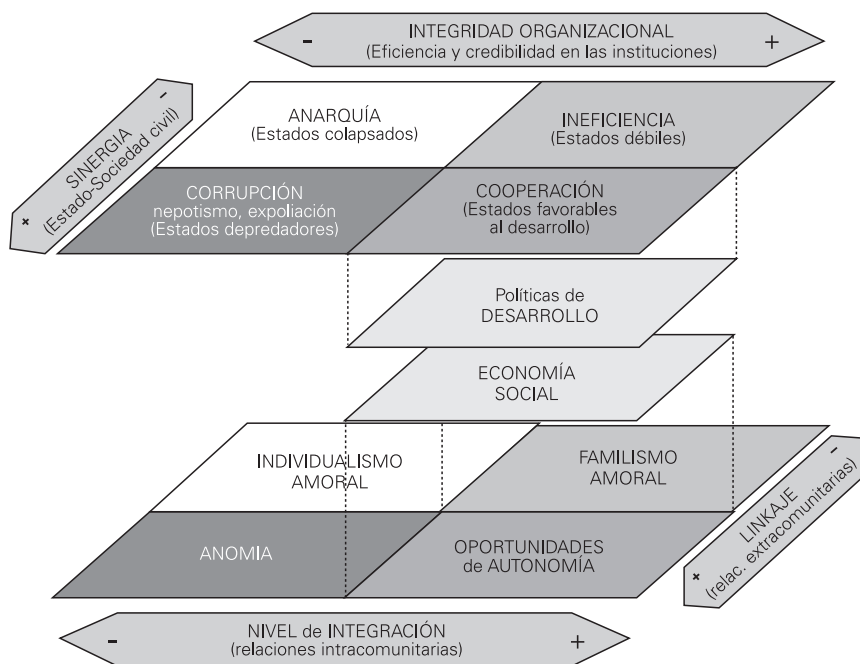 INTEGRIDAD ORGANIZACIONAL
(Eficiencia y credibilidad en las instituciones)
-
+
SINERGIA
(Estado-Sociedad civil)
-
+
ANARQUÍA
(Estados colapsados)
INEFICIENCIA
(Estados débiles)
CORRUPCIÓN
nepotismo, expoliación
(Estados depredadores)
COOPERACIÓN
(Estados favorables
al desarrollo)
Políticas de
DESARROLLO
ECONOMÍA
SOCIAL
INDIVIDUALISMO
AMORAL
FAMILISMO
AMORAL
ANOMIA
OPORTUNIDADES
de AUTONOMÍA
LINKAJE
(relac. extracomunitarias)
-
+
NIVEL de INTEGRACIÓN
(relaciones intracomunitarias)
-
+